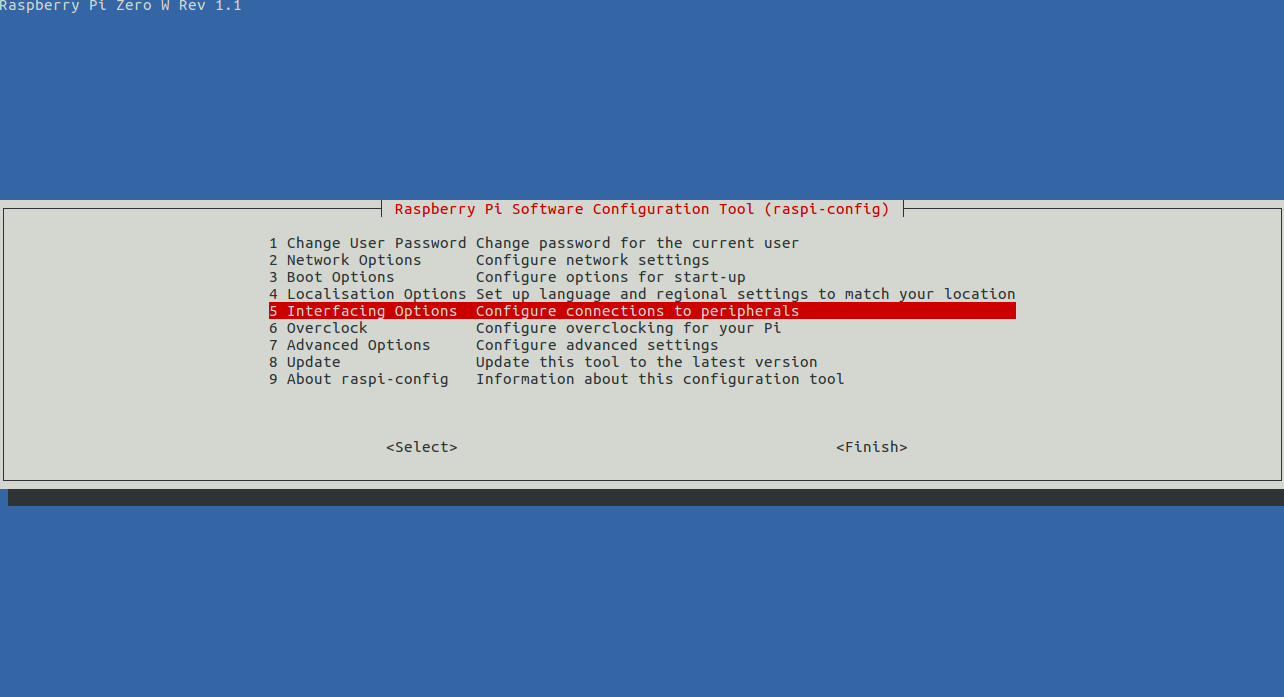 Raspberry Pi Zero W Rev 1.1
Raspberry Pi Software Configuration Tool (raspi-config)
1 Change User Password Change password for the current user
2 Network Options Configure network settings
3 Boot Options Configure options for start-up
4 Localisation Options Set up language and regional settings to match your location
5 Interfacing Options Configure connections to peripherals
6 Overclock Configure overclocking for your Pi
7 Advanced Options Configure advanced settings
8 Update Update this tool to the latest version
9 About raspi-config Information about this configuration tool
<Select> <Finish>